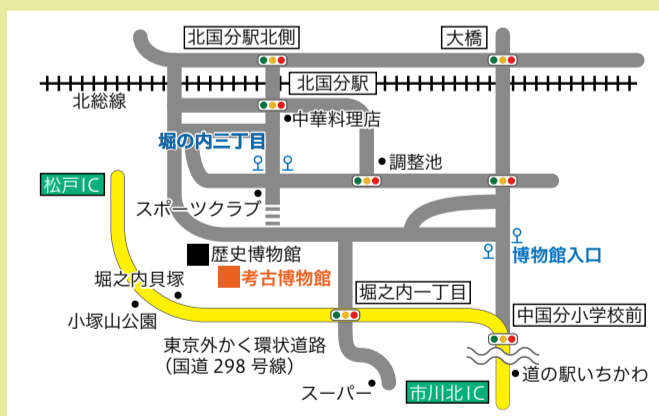 北国分駅北側
大橋
北国分駅
北総線
中華料理店
堀の内三丁目
調整池
松戸IC
スポーツクラブ
歴史博物館
博物館入口
考古博物館
堀之内貝塚
堀之内一丁目
小塚山公園
中国分小学校前
東京外かく環状道路
(国道 298 号線)
道の駅いちかわ
スーパー
市川北IC